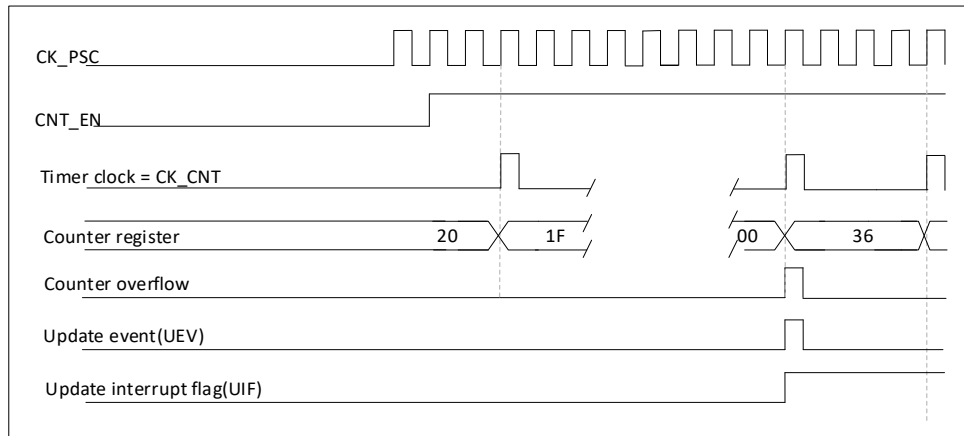 CK_PSC
CNT_EN
Timer clock = CK_CNT
Counter register 20 1F 00 36
Counter overflow
Update event(UEV)
Update interrupt flag(UIF)